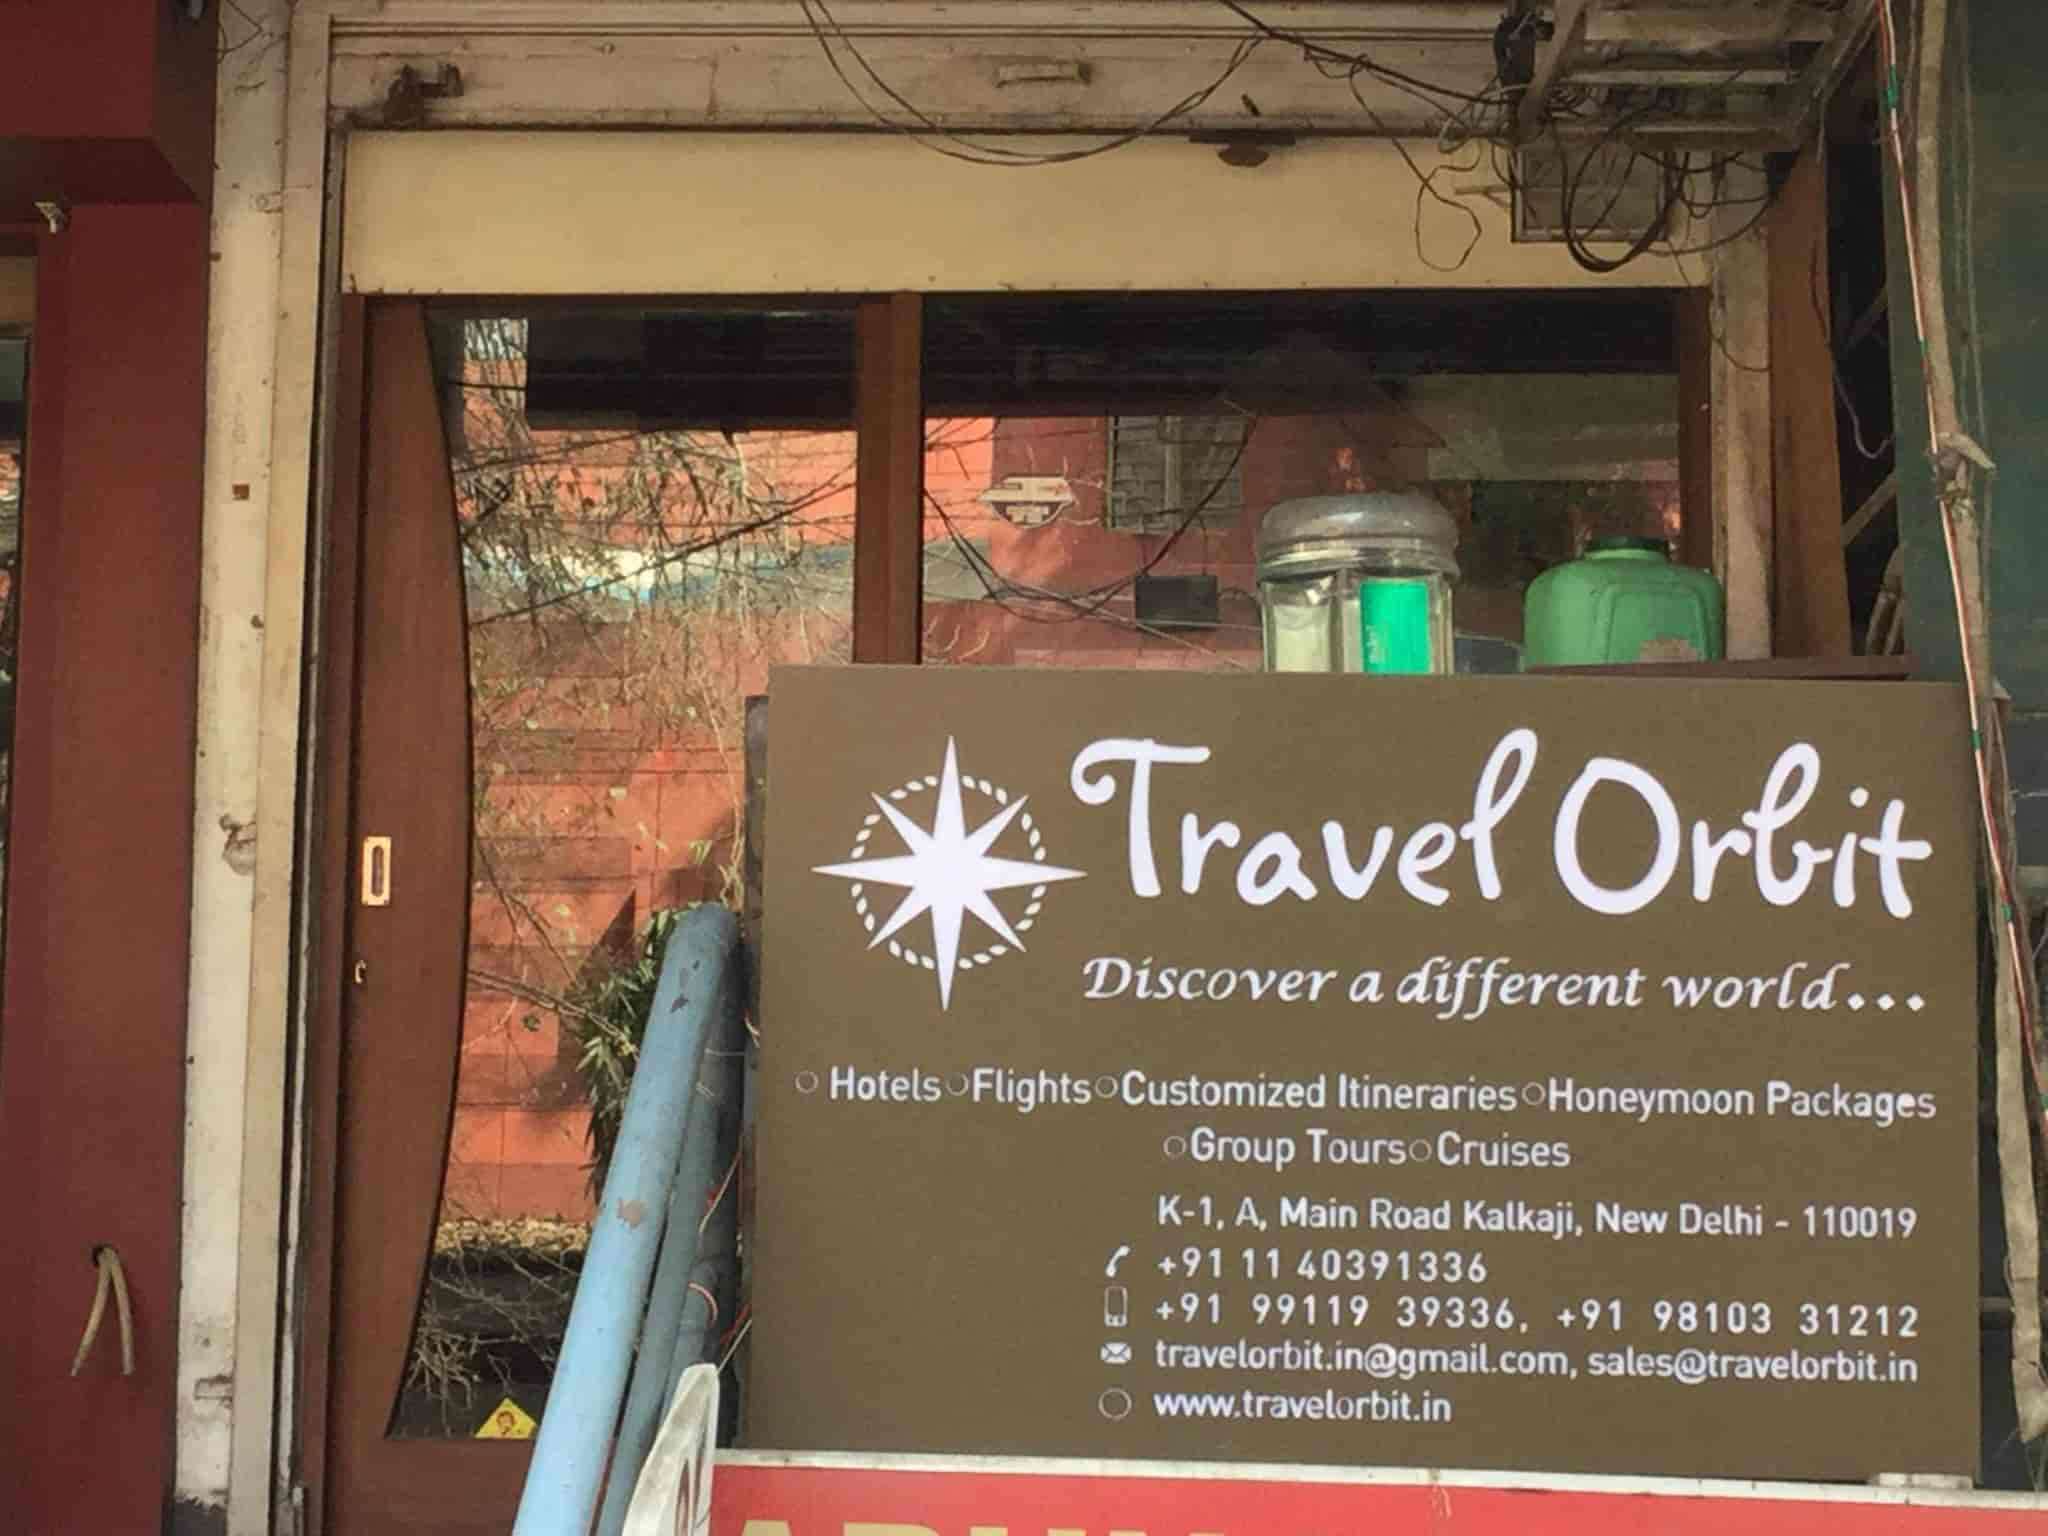 Travel Orbit
Discover a different world...
Hotels Flights Customized Itineraries Honeymoon Packages
Group Tours Cruises
K-1, A, Main Road Kalkaji, New Delhi - 110019
+91 11 40391336
+91 99119 39336, +91 98103 31212
travelorbit.in@gmail.com, sales@travelorbit.in
www.travelorbit.in